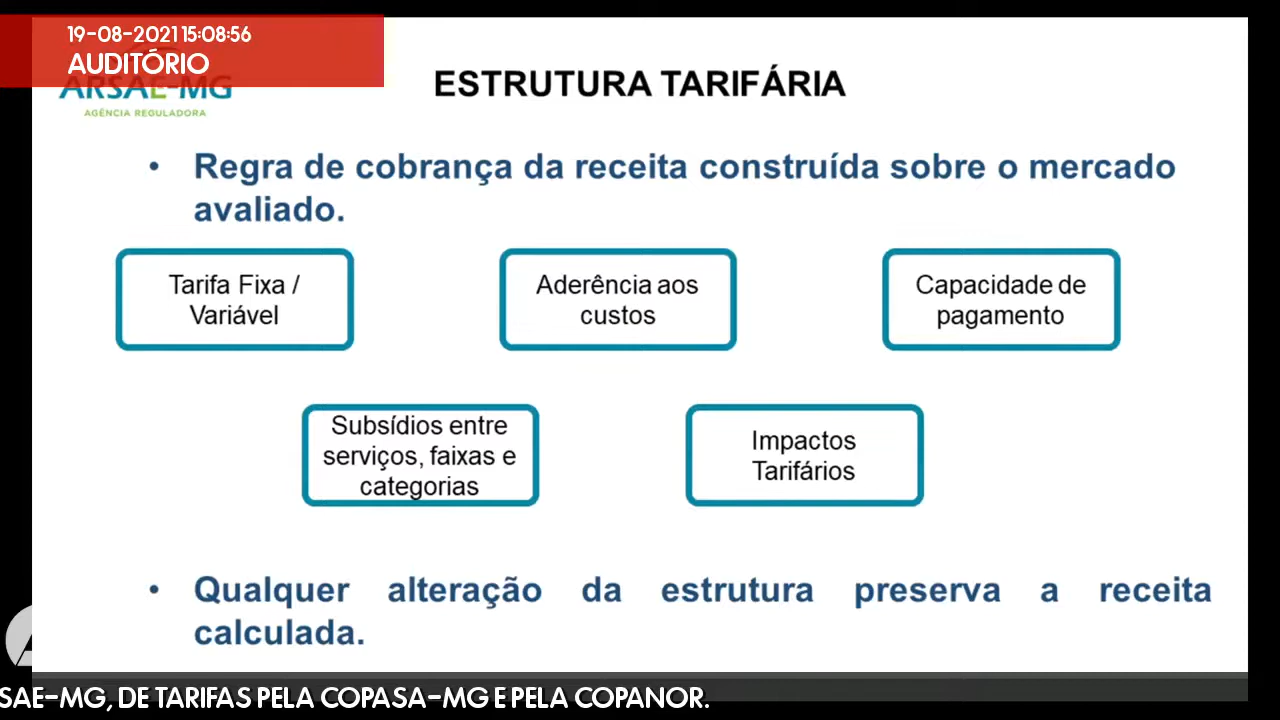 19-08-2021 15:08:56
AUDITÓRIO
ARSAE-MG
AGÊNCIA REGULADORA
ESTRUTURA TARIFÁRIA
• Regra de cobrança da receita construída sobre o mercado
avaliado.
Tarifa Fixa /
Variável
Aderência aos
custos
Capacidade de
pagamento
Subsídios entre
serviços, faixas e
categorias
Impactos
Tarifários
• Qualquer alteração da estrutura preserva a receita
calculada.
SAE-MG, DE TARIFAS PELA COPASA-MG E PELA COPANOR.